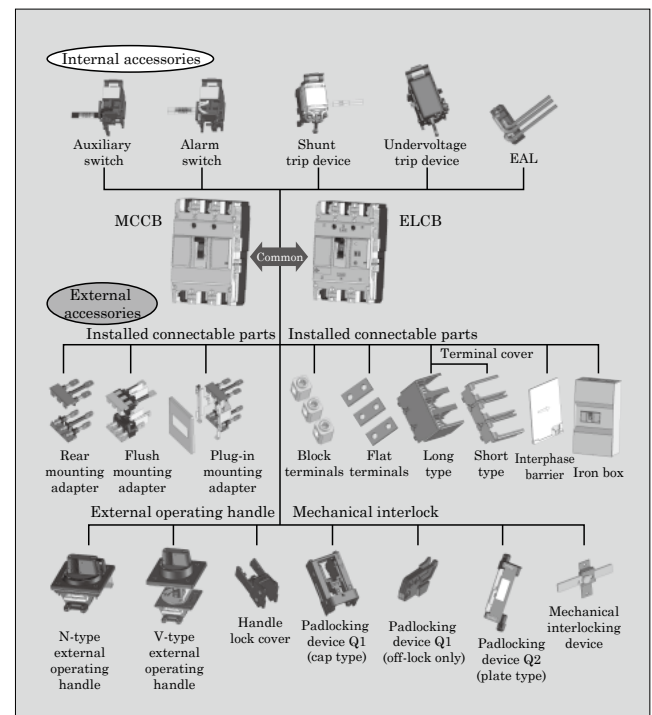 Internal accessories
Auxiliary
switch
Alarm
switch
Shunt
trip device
Undervoltage
trip device
EAL
MCCB
Common
ELCB
External
accessories
Installed connectable parts
Installed connectable parts
Terminal cover
Rear
mounting
adapter
Flush
mounting
adapter
Plug-in
mounting
adapter
Block
terminals
Flat
terminals
Long
type
Short
type
Interphase
barrier
Iron box
External operating handle
Mechanical interlock
N-type
external
operating
handle
V-type
external
operating
handle
Handle
lock cover
Padlocking
device Q1
(cap type)
Padlocking
device Q1
(off-lock only)
Padlocking
device Q2
(plate type)
Mechanical
interlocking
device